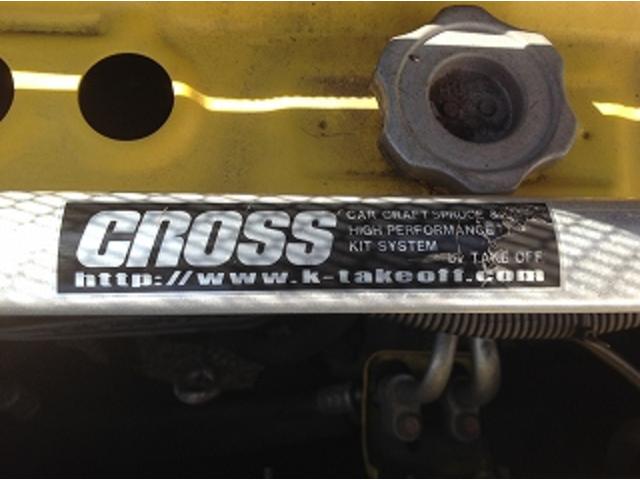 CROSS
CAR CRAFT SPRUCE &
HIGH PERFORMANCE
KIT SYSTEM
by TAKE OFF
http://www.k-takeoff.com